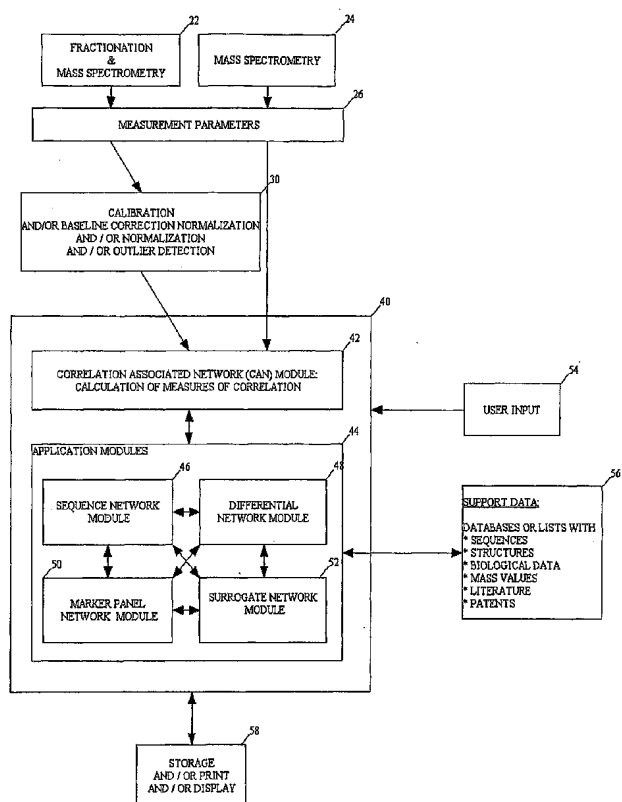 22
FRACTIONATION
&
MASS SPECTROMETRY
24
MASS SPECTROMETRY
26
MEASUREMENT PARAMETERS
30
CALIBRATION
AND/OR BASELINE CORRECTION NORMALIZATION
AND / OR NORMALIZATION
AND / OR OUTLIER DETECTION
40
42
CORRELATION ASSOCIATED NETWORK (CAN) MODULE:
CALCULATION OF MEASURES OF CORRELATION
54
USER INPUT
44
APPLICATION MODULES
46
SEQUENCE NETWORK
MODULE
48
DIFFERENTIAL
NETWORK MODULE
50
MARKER PANEL
NETWORK MODULE
52
SURROGATE NETWORK
MODULE
56
SUPPORT DATA:
DATABASES OR LISTS WITH
* SEQUENCES
* STRUCTURES
* BIOLOGICAL DATA
* MASS VALUES
* LITERATURE
* PATENTS
58
STORAGE
AND / OR PRINT
AND / OR DISPLAY